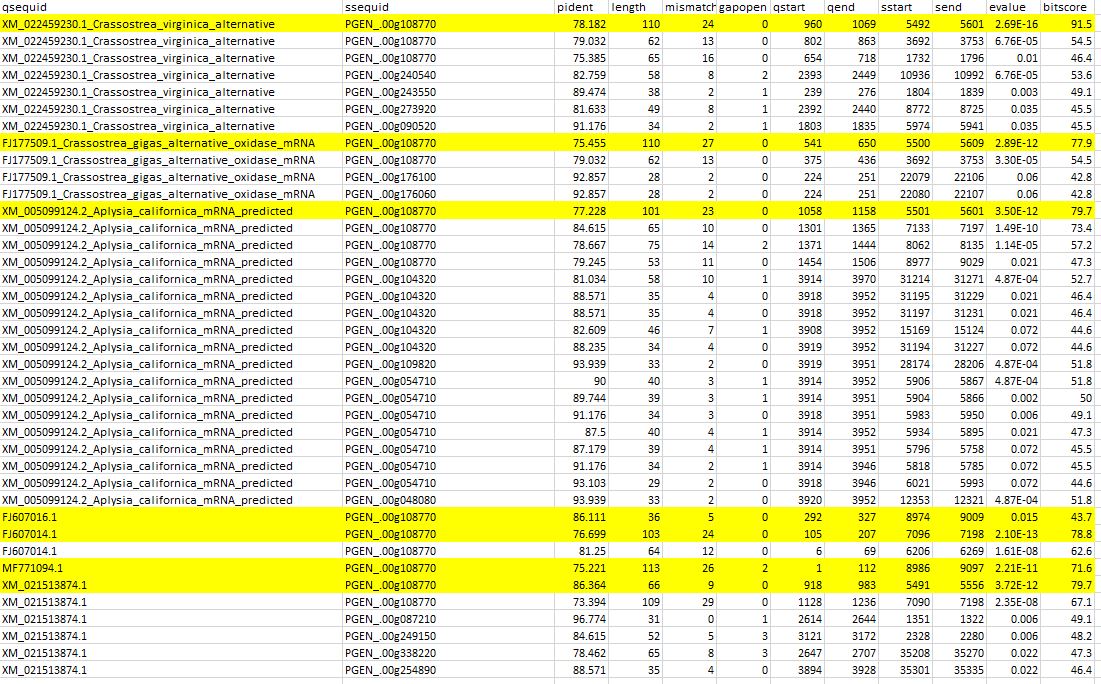 qsequid ssequid pident length mismatch gapopen qstart qend sstart send evalue bitscore
XM_022459230.1_Crassostrea_virginica_alternative PGEN_.00g108770 78.182 110 24 0 960 1069 5492 5601 2.69E-16 91.5
XM_022459230.1_Crassostrea_virginica_alternative PGEN_.00g108770 79.032 62 13 0 802 863 3692 3753 6.76E-05 54.5
XM_022459230.1_Crassostrea_virginica_alternative PGEN_.00g108770 75.385 65 16 0 654 718 1732 1796 0.01 46.4
XM_022459230.1_Crassostrea_virginica_alternative PGEN_.00g240540 82.759 58 8 2 2393 2449 10936 10992 6.76E-05 53.6
XM_022459230.1_Crassostrea_virginica_alternative PGEN_.00g243550 89.474 38 2 1 239 276 1804 1839 0.003 49.1
XM_022459230.1_Crassostrea_virginica_alternative PGEN_.00g273920 81.633 49 8 1 2392 2440 8772 8725 0.035 45.5
XM_022459230.1_Crassostrea_virginica_alternative PGEN_.00g090520 91.176 34 2 1 1803 1835 5974 5941 0.035 45.5
FJ177509.1_Crassostrea_gigas_alternative_oxidase_mRNA PGEN_.00g108770 75.455 110 27 0 541 650 5500 5609 2.89E-12 77.9
FJ177509.1_Crassostrea_gigas_alternative_oxidase_mRNA PGEN_.00g108770 79.032 62 13 0 375 436 3692 3753 3.30E-05 54.5
FJ177509.1_Crassostrea_gigas_alternative_oxidase_mRNA PGEN_.00g176100 92.857 28 2 0 224 251 22079 22106 0.06 42.8
FJ177509.1_Crassostrea_gigas_alternative_oxidase_mRNA PGEN_.00g176060 92.857 28 2 0 224 251 22080 22107 0.06 42.8
XM_005099124.2_Aplysia_californica_mRNA_predicted PGEN_.00g108770 77.228 101 23 0 1058 1158 5501 5601 3.50E-12 79.7
XM_005099124.2_Aplysia_californica_mRNA_predicted PGEN_.00g108770 84.615 65 10 0 1301 1365 7133 7197 1.49E-10 73.4
XM_005099124.2_Aplysia_californica_mRNA_predicted PGEN_.00g108770 78.667 75 14 2 1371 1444 8062 8135 1.14E-05 57.2
XM_005099124.2_Aplysia_californica_mRNA_predicted PGEN_.00g108770 79.245 53 11 0 1454 1506 8977 9029 0.021 47.3
XM_005099124.2_Aplysia_californica_mRNA_predicted PGEN_.00g104320 81.034 58 10 1 3914 3970 31214 31271 4.87E-04 52.7
XM_005099124.2_Aplysia_californica_mRNA_predicted PGEN_.00g104320 88.571 35 4 0 3918 3952 31195 31229 0.021 46.4
XM_005099124.2_Aplysia_californica_mRNA_predicted PGEN_.00g104320 88.571 35 4 0 3918 3952 31197 31231 0.021 46.4
XM_005099124.2_Aplysia_californica_mRNA_predicted PGEN_.00g104320 82.609 46 7 1 3908 3952 15169 15124 0.072 44.6
XM_005099124.2_Aplysia_californica_mRNA_predicted PGEN_.00g104320 88.235 34 4 0 3919 3952 31194 31227 0.072 44.6
XM_005099124.2_Aplysia_californica_mRNA_predicted PGEN_.00g109820 93.939 33 2 0 3919 3951 28174 28206 4.87E-04 51.8
XM_005099124.2_Aplysia_californica_mRNA_predicted PGEN_.00g054710 90 40 3 1 3914 3952 5906 5867 4.87E-04 51.8
XM_005099124.2_Aplysia_californica_mRNA_predicted PGEN_.00g054710 89.744 39 3 1 3914 3951 5904 5866 0.002 50
XM_005099124.2_Aplysia_californica_mRNA_predicted PGEN_.00g054710 91.176 34 3 0 3918 3951 5983 5950 0.006 49.1
XM_005099124.2_Aplysia_californica_mRNA_predicted PGEN_.00g054710 87.5 40 4 1 3914 3952 5934 5895 0.021 47.3
XM_005099124.2_Aplysia_californica_mRNA_predicted PGEN_.00g054710 87.179 39 4 1 3914 3951 5796 5758 0.072 45.5
XM_005099124.2_Aplysia_californica_mRNA_predicted PGEN_.00g054710 91.176 34 2 1 3914 3946 5818 5785 0.072 45.5
XM_005099124.2_Aplysia_californica_mRNA_predicted PGEN_.00g054710 93.103 29 2 0 3918 3946 6021 5993 0.072 44.6
XM_005099124.2_Aplysia_californica_mRNA_predicted PGEN_.00g048080 93.939 33 2 0 3920 3952 12353 12321 4.87E-04 51.8
FJ607016.1 PGEN_.00g108770 86.111 36 5 0 292 327 8974 9009 0.015 43.7
FJ607014.1 PGEN_.00g108770 76.699 103 24 0 105 207 7096 7198 2.10E-13 78.8
FJ607014.1 PGEN_.00g108770 81.25 64 12 0 6 69 6206 6269 1.61E-08 62.6
MF771094.1 PGEN_.00g108770 75.221 113 26 2 1 112 8986 9097 2.21E-11 71.6
XM_021513874.1 PGEN_.00g108770 86.364 66 9 0 918 983 5491 5556 3.72E-12 79.7
XM_021513874.1 PGEN_.00g108770 73.394 109 29 0 1128 1236 7090 7198 2.35E-08 67.1
XM_021513874.1 PGEN_.00g087210 96.774 31 0 1 2614 2644 1351 1322 0.006 49.1
XM_021513874.1 PGEN_.00g249150 84.615 52 5 3 3121 3172 2328 2280 0.006 48.2
XM_021513874.1 PGEN_.00g338220 78.462 65 8 3 2647 2707 35208 35270 0.022 47.3
XM_021513874.1 PGEN_.00g254890 88.571 35 4 0 3894 3928 35301 35335 0.022 46.4